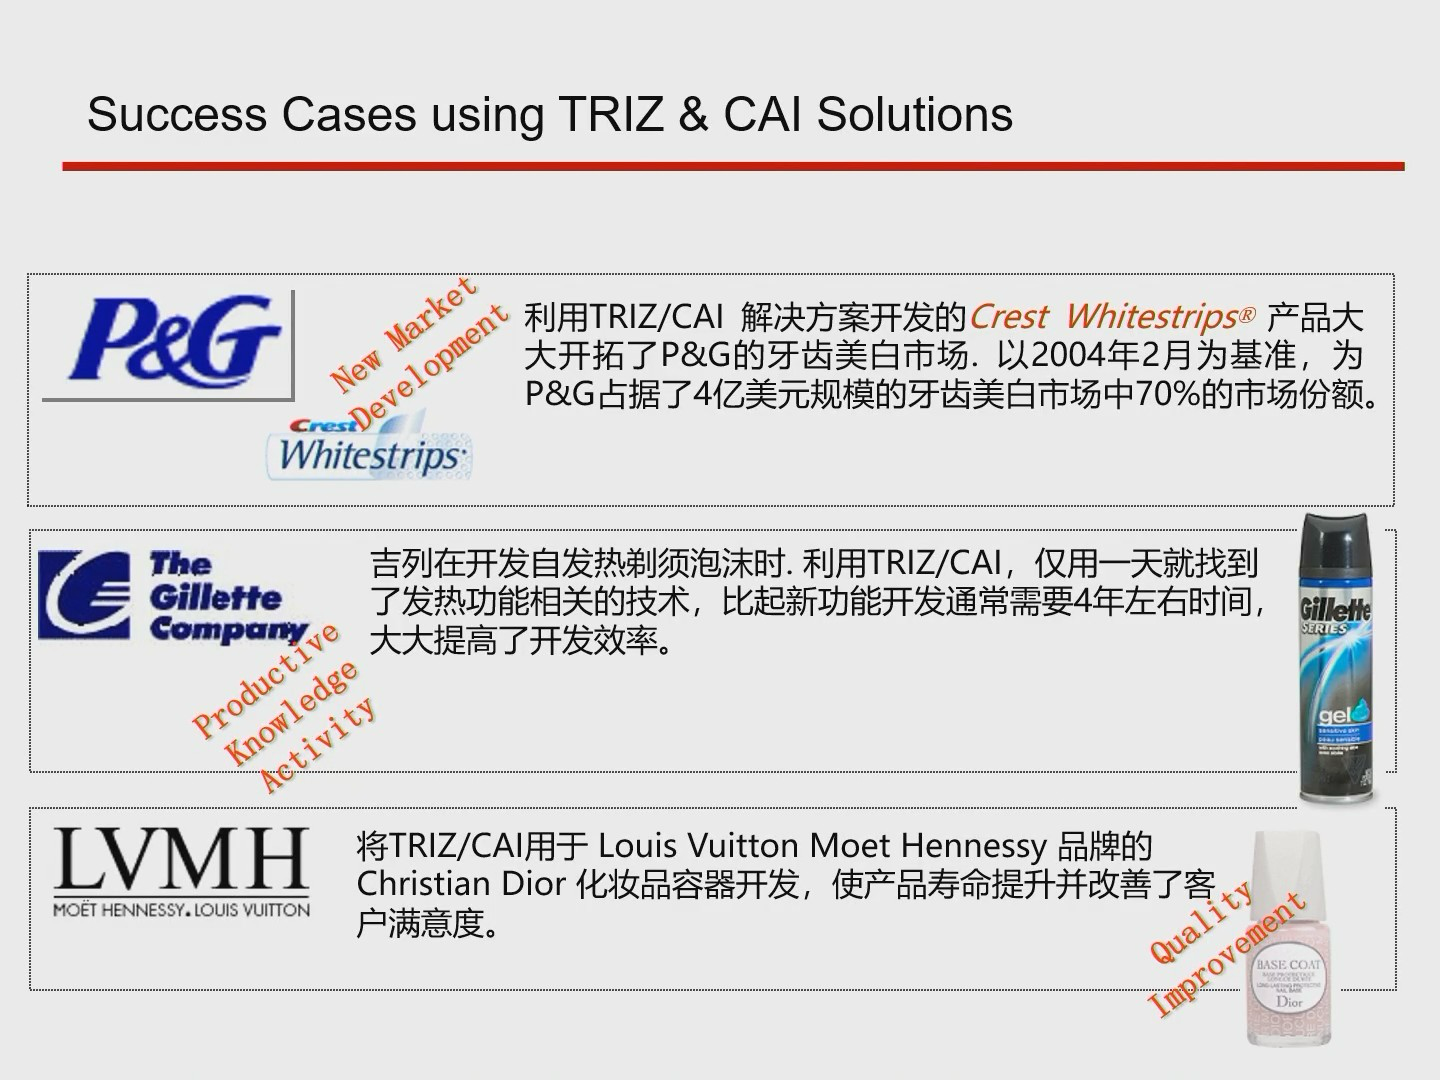 Success Cases using TRIZ & CAI Solutions
P&G
New Market
Development
Crest
Whitestrips
利用TRIZ/CAI 解决方案开发的Crest Whitestrips® 产品大
大开拓了P&G的牙齿美白市场. 以2004年2月为基准，为
P&G占据了4亿美元规模的牙齿美白市场中70%的市场份额。
The
Gillette
Company
Productive
Knowledge
Activity
吉列在开发自发热剃须泡沫时. 利用TRIZ/CAI，仅用一天就找到
了发热功能相关的技术，比起新功能开发通常需要4年左右时间，
大大提高了开发效率。
Gillette
SERIES
gel
sensitive skin
peau sensible
LVMH
MOËT HENNESSY.LOUIS VUITTON
将TRIZ/CAI用于 Louis Vuitton Moet Hennessy 品牌的
Christian Dior 化妆品容器开发，使产品寿命提升并改善了客
户满意度。
Quality
Improvement
BASE COAT
Dior